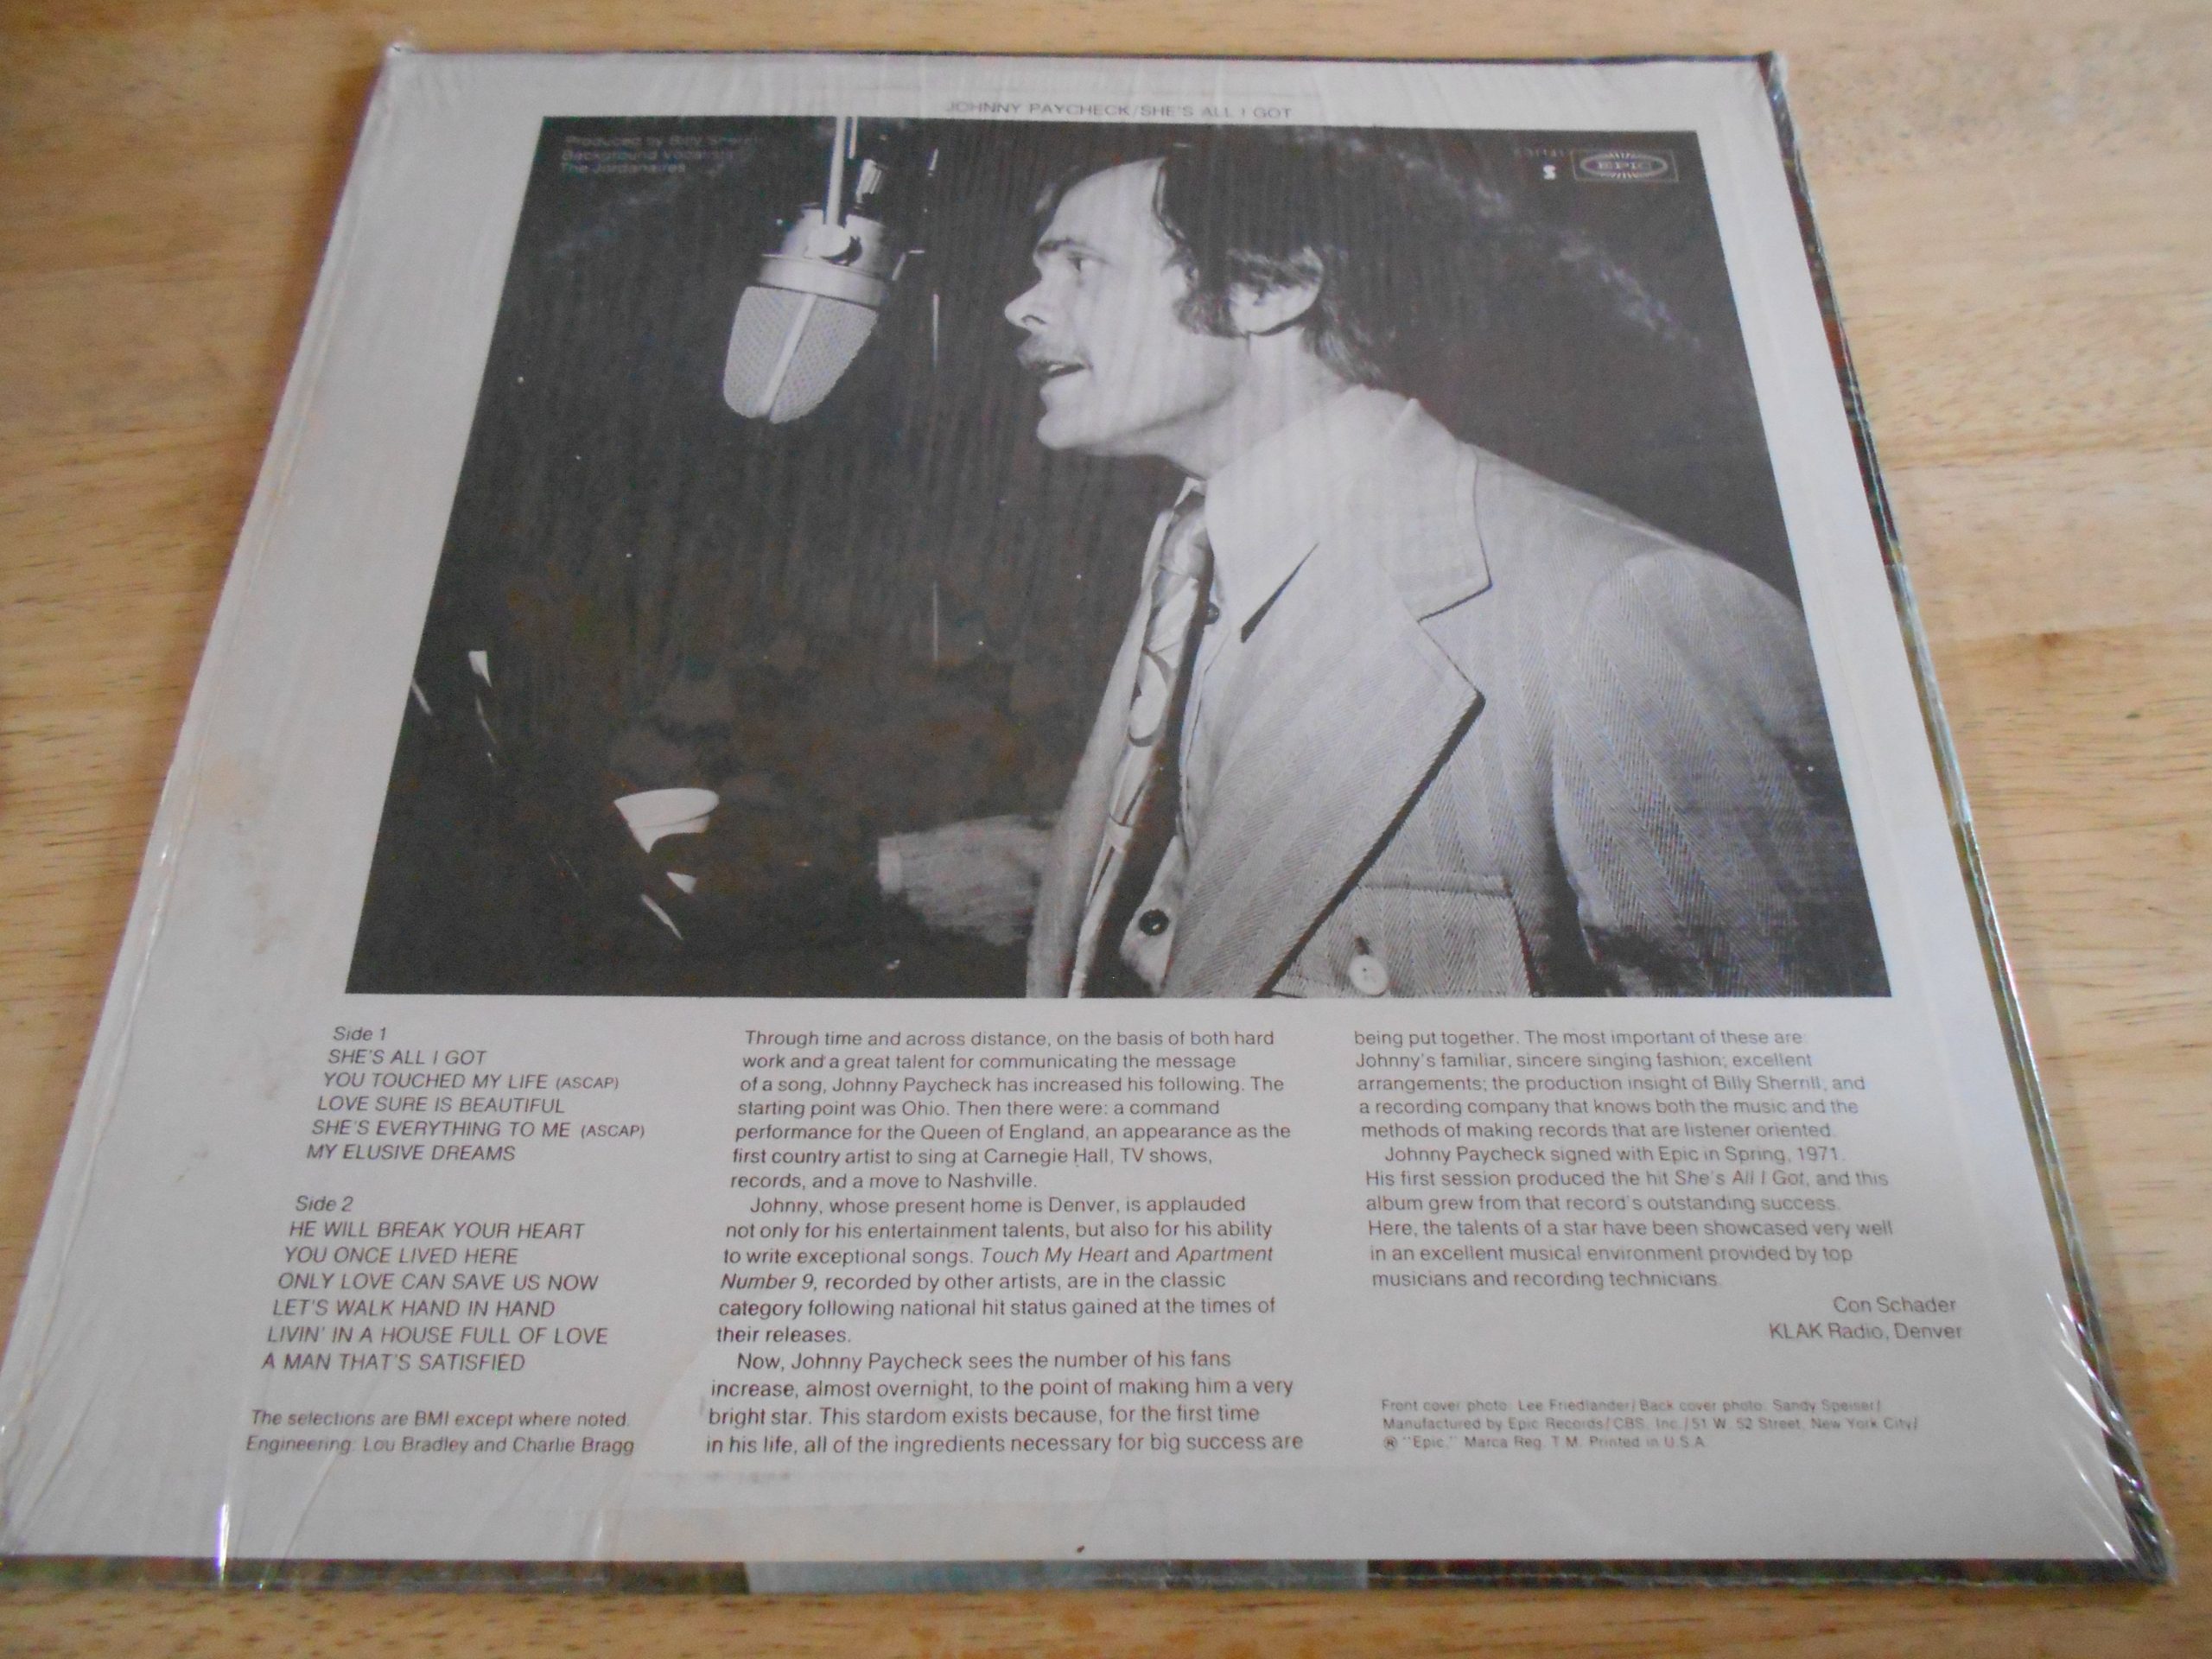 JOHNNY PAYCHECK/SHE'S ALL I GOT
Produced by Billy Sherrill
Background Vocalists
The Jordanaires
EPIC
Side 1
SHE'S ALL I GOT
YOU TOUCHED MY LIFE (ASCAP)
LOVE SURE IS BEAUTIFUL
SHE'S EVERYTHING TO ME (ASCAP)
MY ELUSIVE DREAMS
Side 2
HE WILL BREAK YOUR HEART
YOU ONCE LIVED HERE
ONLY LOVE CAN SAVE US NOW
LET'S WALK HAND IN HAND
LIVIN' IN A HOUSE FULL OF LOVE
A MAN THAT'S SATISFIED
The selections are BMI except where noted.
Engineering: Lou Bradley and Charlie Bragg
Through time and across distance, on the basis of both hard
work and a great talent for communicating the message
of a song, Johnny Paycheck has increased his following. The
starting point was Ohio. Then there were: a command
performance for the Queen of England, an appearance as the
first country artist to sing at Carnegie Hall, TV shows,
records, and a move to Nashville.
Johnny, whose present home is Denver, is applauded
not only for his entertainment talents, but also for his ability
to write exceptional songs. Touch My Heart and Apartment
Number 9, recorded by other artists, are in the classic
category following national hit status gained at the times of
their releases.
Now, Johnny Paycheck sees the number of his fans
increase, almost overnight, to the point of making him a very
bright star. This stardom exists because, for the first time
in his life, all of the ingredients necessary for big success are
being put together. The most important of these are:
Johnny's familiar, sincere singing fashion; excellent
arrangements; the production insight of Billy Sherrill; and
a recording company that knows both the music and the
methods of making records that are listener oriented.
Johnny Paycheck signed with Epic in Spring, 1971.
His first session produced the hit She's All I Got, and this
album grew from that record's outstanding success.
Here, the talents of a star have been showcased very well
in an excellent musical environment provided by top
musicians and recording technicians.
Con Schader
KLAK Radio, Denver
Front cover photo: Lee Friedlander/Back cover photo: Sandy Speiser/
Manufactured by Epic Records/CBS, Inc./51 W. 52 Street, New York City/
® "Epic," Marca Reg. T.M. Printed in U.S.A.